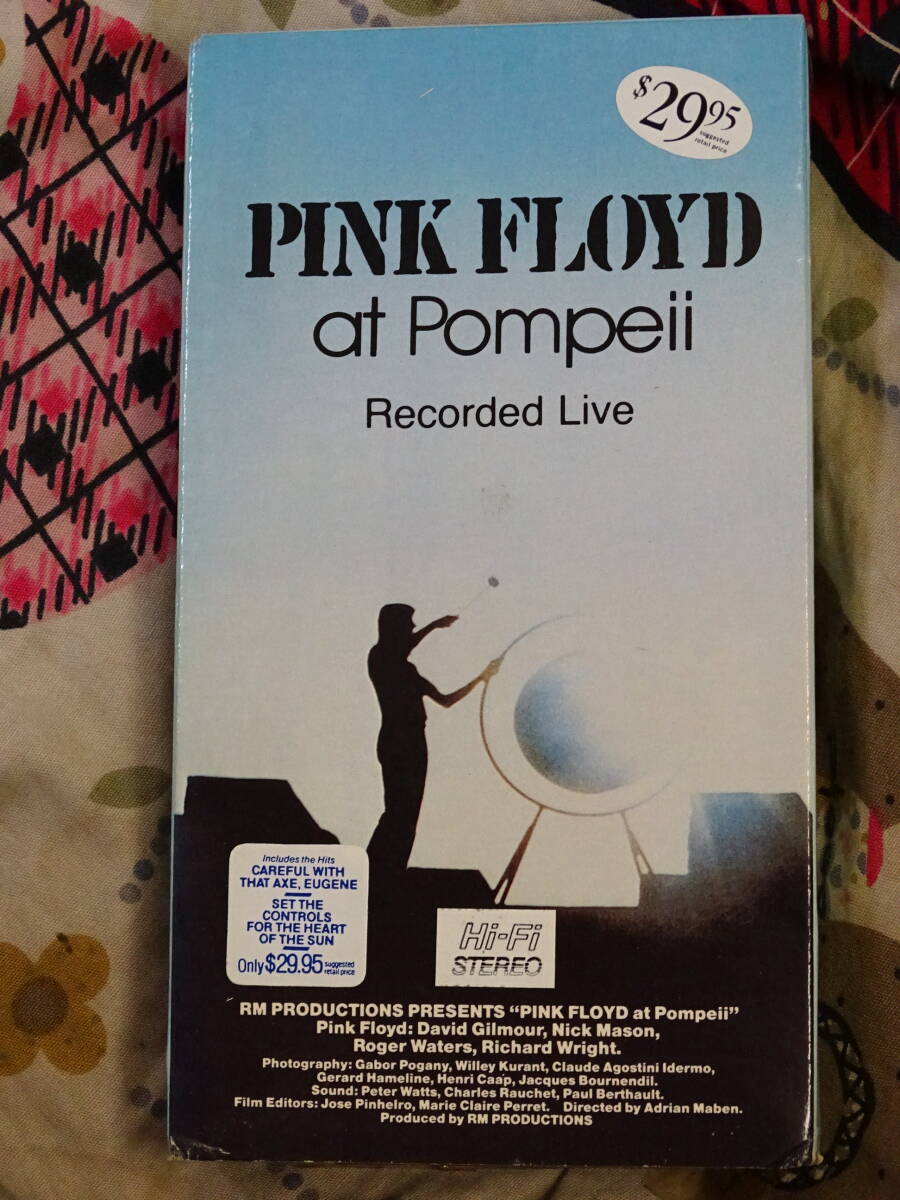 $29.95
suggested
retail price
PINK FLOYD
at Pompeii
Recorded Live
Includes the Hits
CAREFUL WITH
THAT AXE, EUGENE
SET THE
CONTROLS
FOR THE HEART
OF THE SUN
Only $29.95 suggested
retail price
Hi-Fi
STEREO
RM PRODUCTIONS PRESENTS “PINK FLOYD at Pompeii”
Pink Floyd: David Gilmour, Nick Mason,
Roger Waters, Richard Wright.
Photography: Gabor Pogany, Willey Kurant, Claude Agostini Idermo,
Gerard Hameline, Henri Caap, Jacques Bournendil.
Sound: Peter Watts, Charles Rauchet, Paul Berthault.
Film Editors: Jose Pinhelro, Marie Claire Perret. Directed by Adrian Maben.
Produced by RM PRODUCTIONS